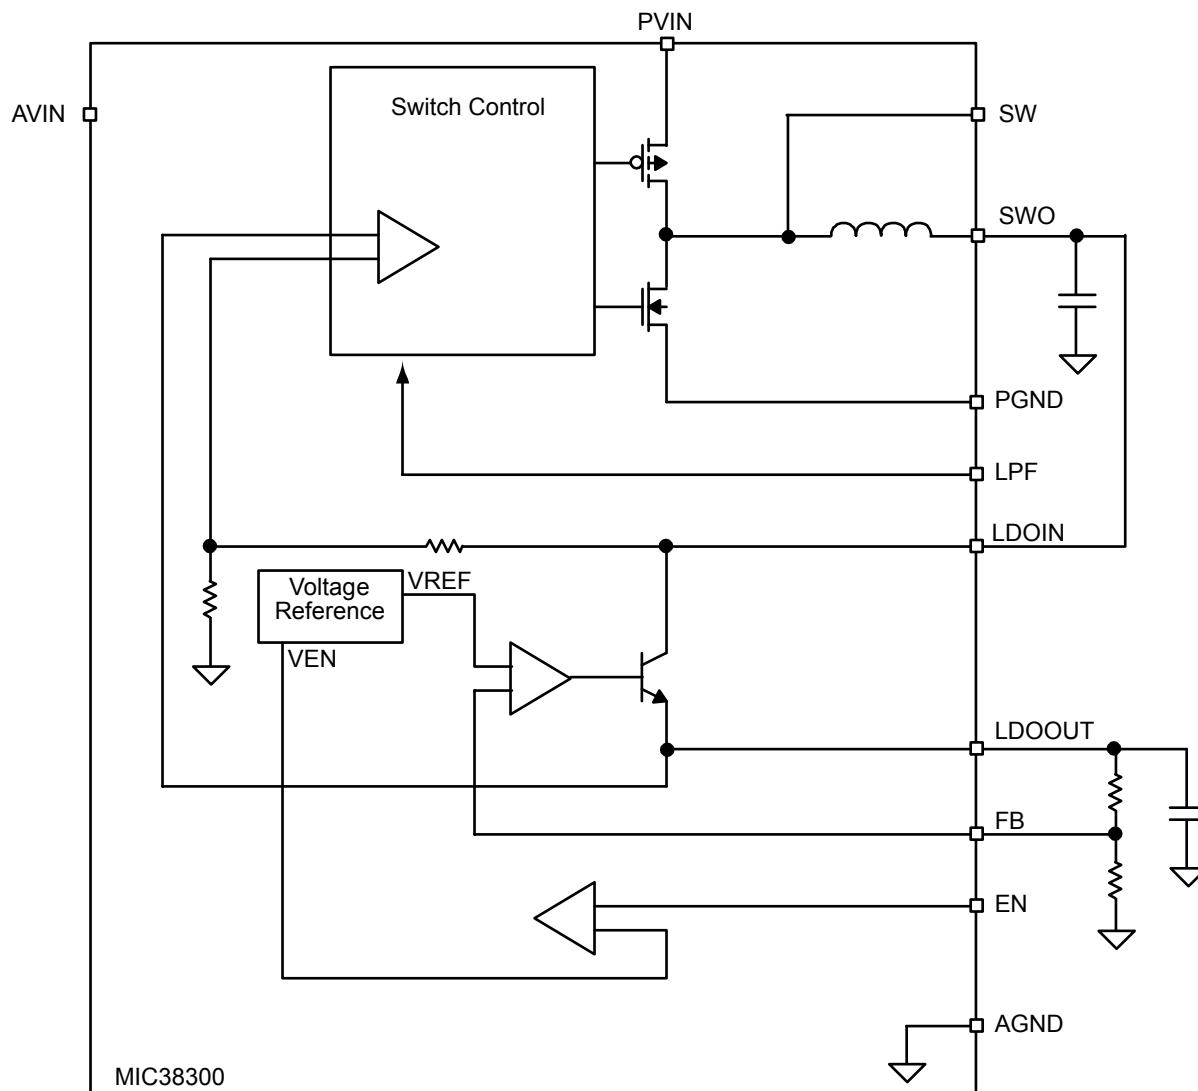 PVIN
AVIN
Switch Control
SW
SWO
PGND
LPF
LDOIN
Voltage
Reference
VREF
VEN
LDOOUT
FB
EN
AGND
MIC38300